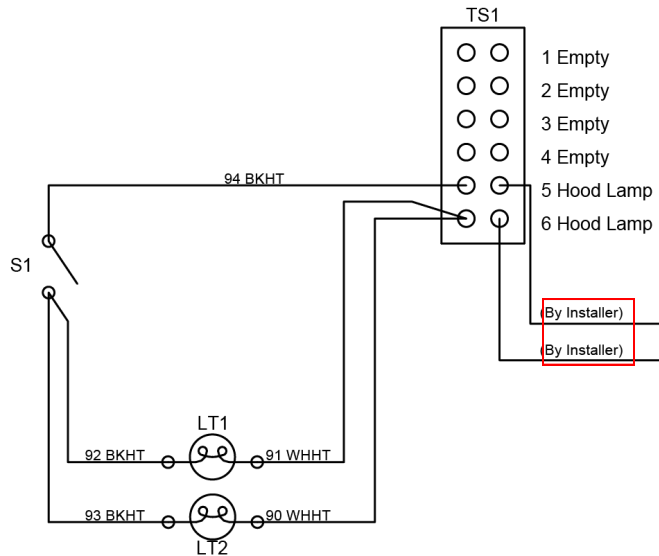 TS1
1 Empty
2 Empty
3 Empty
4 Empty
94 BKHT
5 Hood Lamp
6 Hood Lamp
S1
(By Installer)
(By Installer)
LT1
92 BKHT
91 WHHT
93 BKHT
90 WHHT
LT2